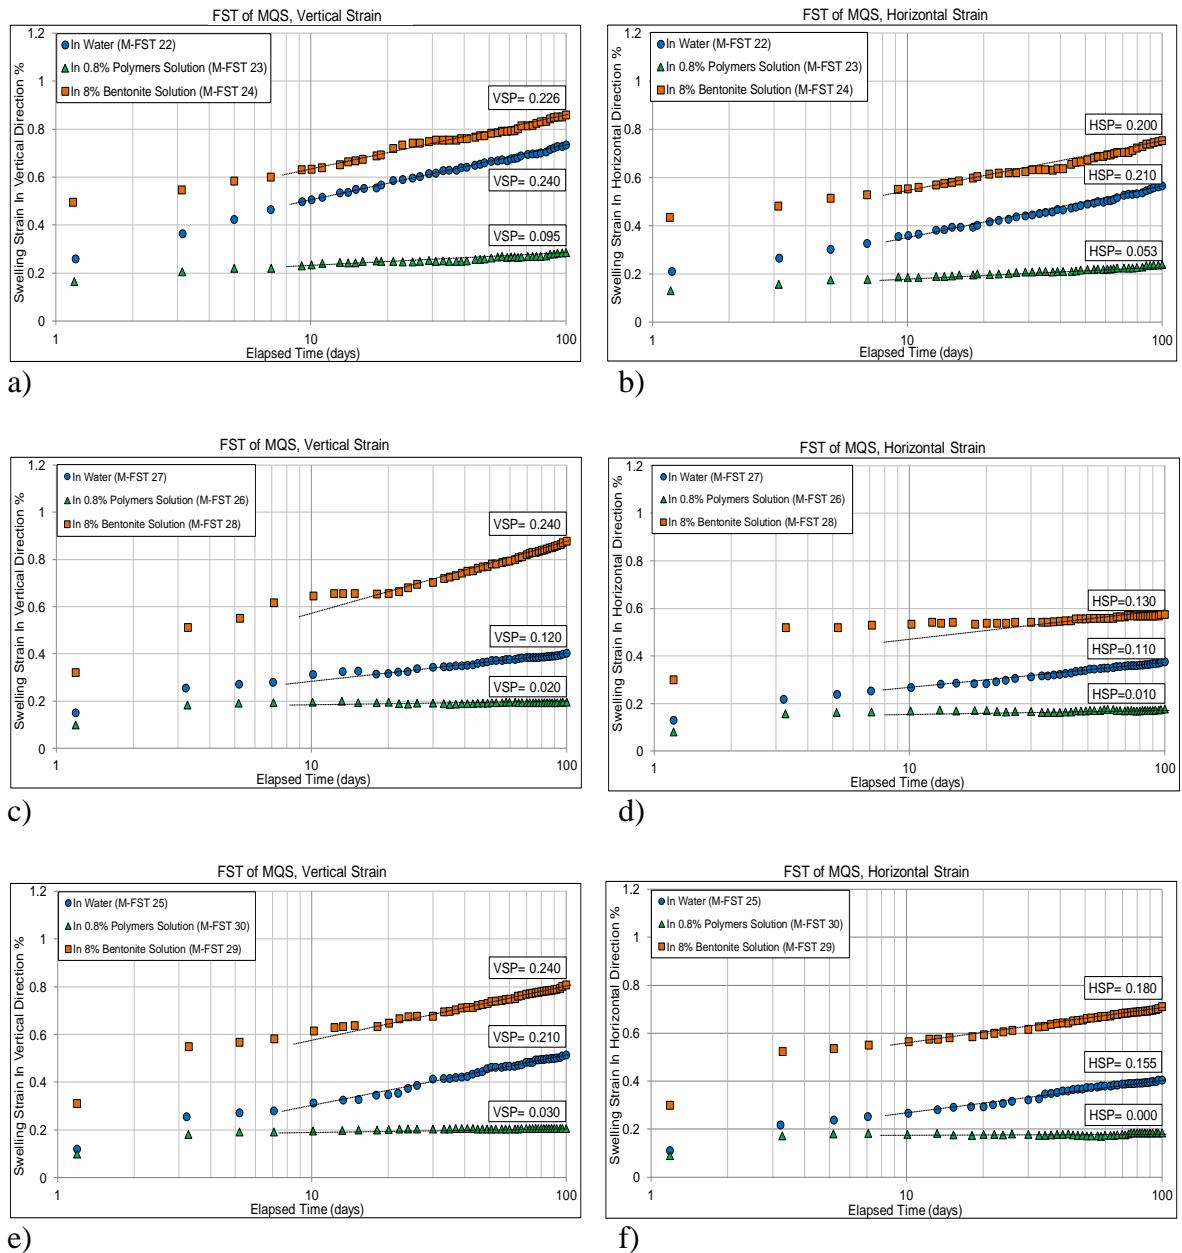 FST of MQS, Vertical Strain
1.2
1
0.8
0.6
0.4
0.2
0
Swelling Strain In Vertical Direction %
In Water (M-FST 22)
In 0.8% Polymers Solution (M-FST 23)
In 8% Bentonite Solution (M-FST 24)
VSP= 0.226
VSP= 0.240
VSP= 0.095
1
10
100
Elapsed Time (days)
a)
FST of MQS, Horizontal Strain
1.2
1
0.8
0.6
0.4
0.2
0
Swelling Strain In Horizontal Direction %
In Water (M-FST 22)
In 0.8% Polymers Solution (M-FST 23)
In 8% Bentonite Solution (M-FST 24)
HSP= 0.200
HSP= 0.210
HSP= 0.053
1
10
100
Elapsed Time (days)
b)
FST of MQS, Vertical Strain
1.2
1
0.8
0.6
0.4
0.2
0
Swelling Strain In Vertical Direction %
In Water (M-FST 27)
In 0.8% Polymers Solution (M-FST 26)
In 8% Bentonite Solution (M-FST 28)
VSP= 0.240
VSP= 0.120
VSP= 0.020
1
10
100
Elapsed Time (days)
c)
FST of MQS, Horizontal Strain
1.2
1
0.8
0.6
0.4
0.2
0
Swelling Strain In Horizontal Direction %
In Water (M-FST 27)
In 0.8% Polymers Solution (M-FST 26)
In 8% Bentonite Solution (M-FST 28)
HSP=0.130
HSP=0.110
HSP=0.010
1
10
100
Elapsed Time (days)
d)
FST of MQS, Vertical Strain
1.2
1
0.8
0.6
0.4
0.2
0
Swelling Strain In Vertical Direction %
In Water (M-FST 25)
In 0.8% Polymers Solution (M-FST 30)
In 8% Bentonite Solution (M-FST 29)
VSP= 0.240
VSP= 0.210
VSP= 0.030
1
10
100
Elapsed Time (days)
e)
FST of MQS, Horizontal Strain
1.2
1
0.8
0.6
0.4
0.2
0
Swelling Strain In Horizontal Direction %
In Water (M-FST 25)
In 0.8% Polymers Solution (M-FST 30)
In 8% Bentonite Solution (M-FST 29)
HSP= 0.180
HSP= 0.155
HSP= 0.000
1
10
100
Elapsed Time (days)
f)